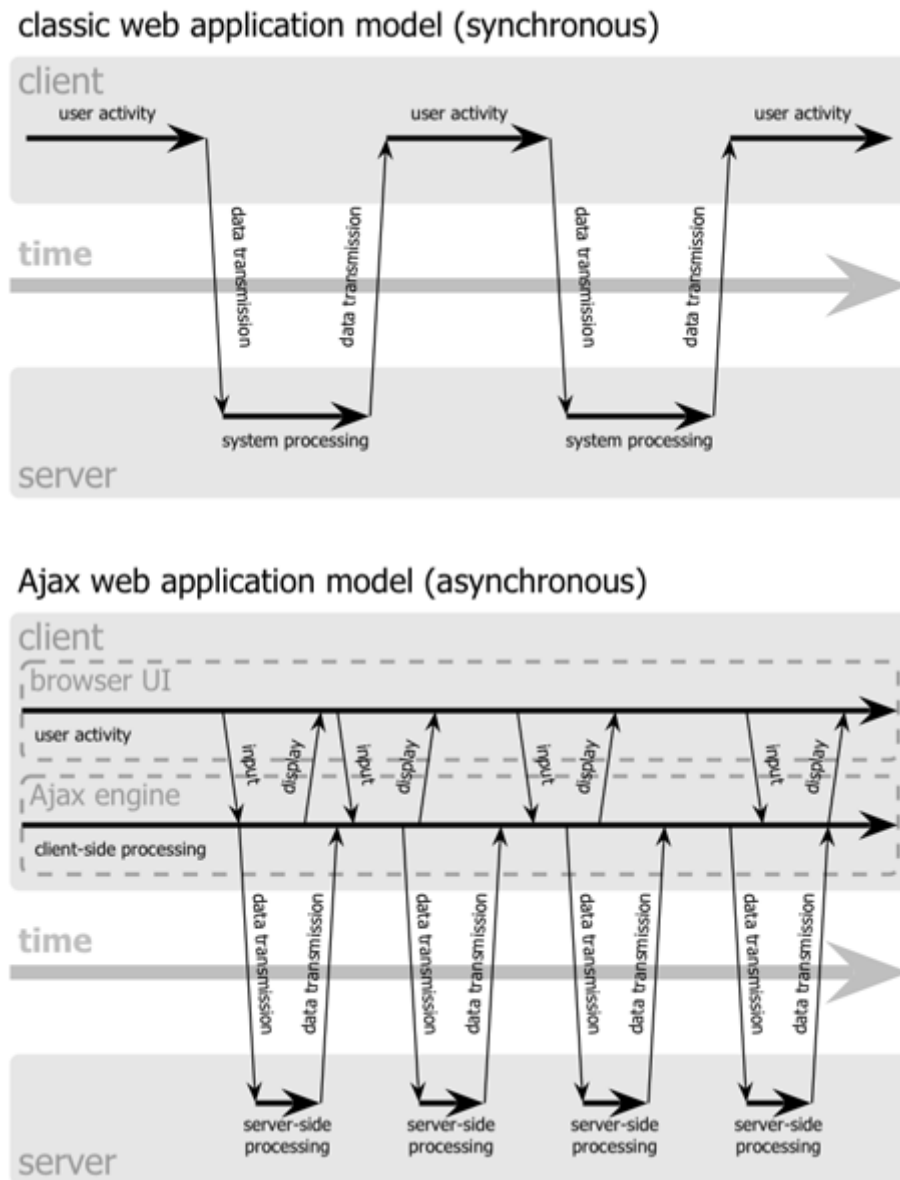 classic web application model (synchronous)
client
user activity
user activity
user activity
data transmission
data transmission
data transmission
data transmission
time
system processing
system processing
server
Ajax web application model (asynchronous)
client
browser UI
user activity
input
display
input
display
input
display
input
display
Ajax engine
client-side processing
data transmission
data transmission
data transmission
data transmission
data transmission
data transmission
data transmission
data transmission
time
server-side
processing
server-side
processing
server-side
processing
server-side
processing
server